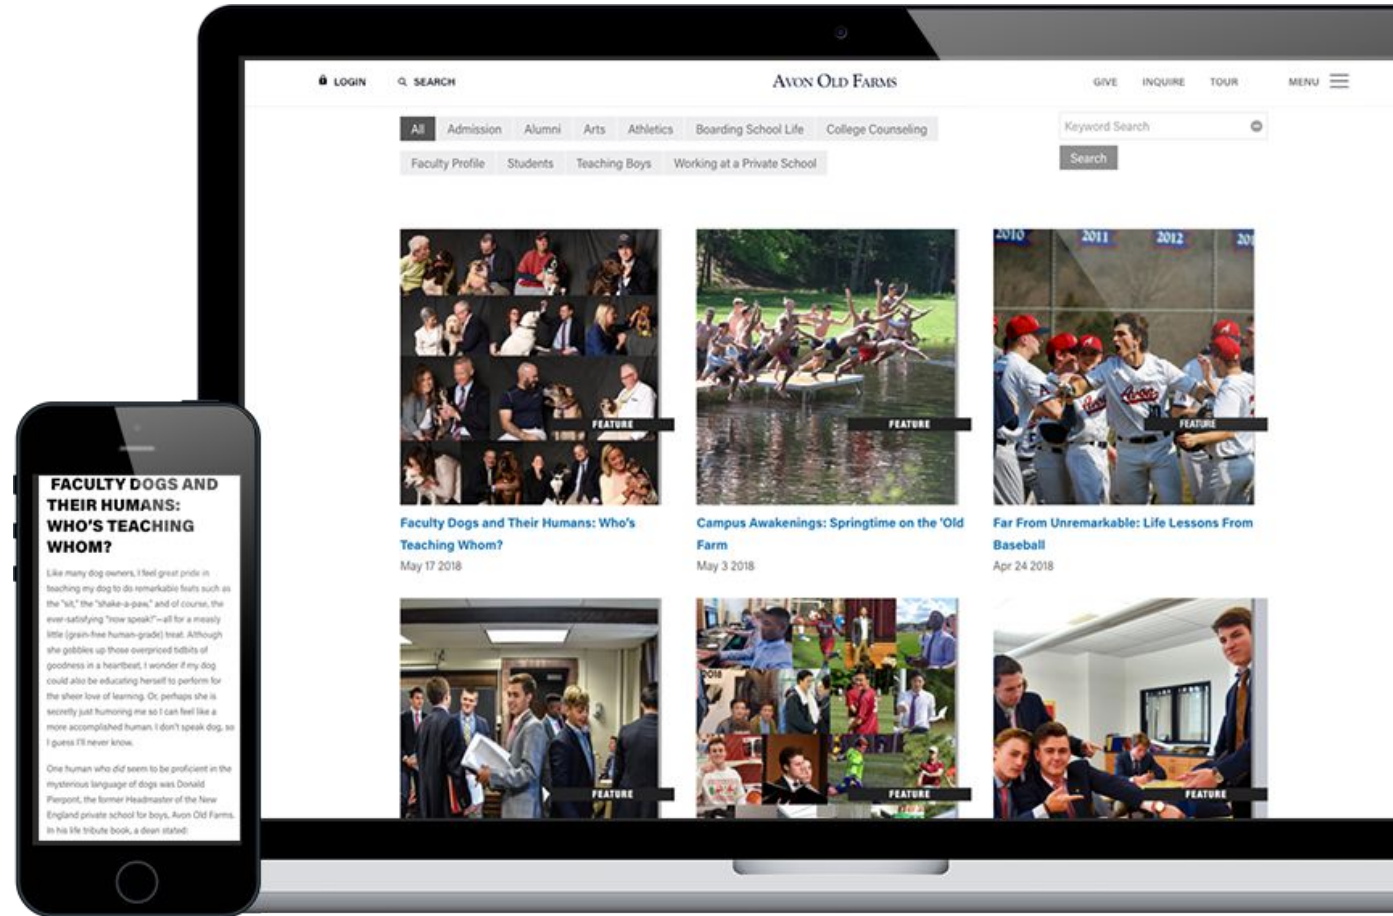 LOGIN
SEARCH
AVON OLD FARMS
GIVE
INQUIRE
TOUR
MENU
All
Admission
Alumni
Arts
Athletics
Boarding School Life
College Counseling
Faculty Profile
Students
Teaching Boys
Working at a Private School
Keyword Search
Search
FEATURE
Faculty Dogs and Their Humans: Who's
Teaching Whom?
May 17 2018
FEATURE
Campus Awakenings: Springtime on the 'Old
Farm
May 3 2018
2010
2011
2012
201
Avon
FEATURE
Far From Unremarkable: Life Lessons From
Baseball
Apr 24 2018
FEATURE
2018
FEATURE
FEATURE
FACULTY DOGS AND
THEIR HUMANS:
WHO'S TEACHING
WHOM?
Like many dog owners, I feel great pride in
teaching my dog to do remarkable feats such as
the "sit," the "shake-a-paw," and of course, the
ever-satisfying "now speak!"—all for a measly
little (grain-free human-grade) treat. Although
she gobbles up those overpriced tidbits of
goodness in a heartbeat, I wonder if my dog
could also be educating herself to perform for
the sheer love of learning. Or, perhaps she is
secretly just humoring me so I can feel like a
more accomplished human. I don't speak dog, so
I guess I'll never know.
One human who did seem to be proficient in the
mysterious language of dogs was Donald
Pierpont, the former Headmaster of the New
England private school for boys, Avon Old Farms.
In his life tribute book, a dean stated: